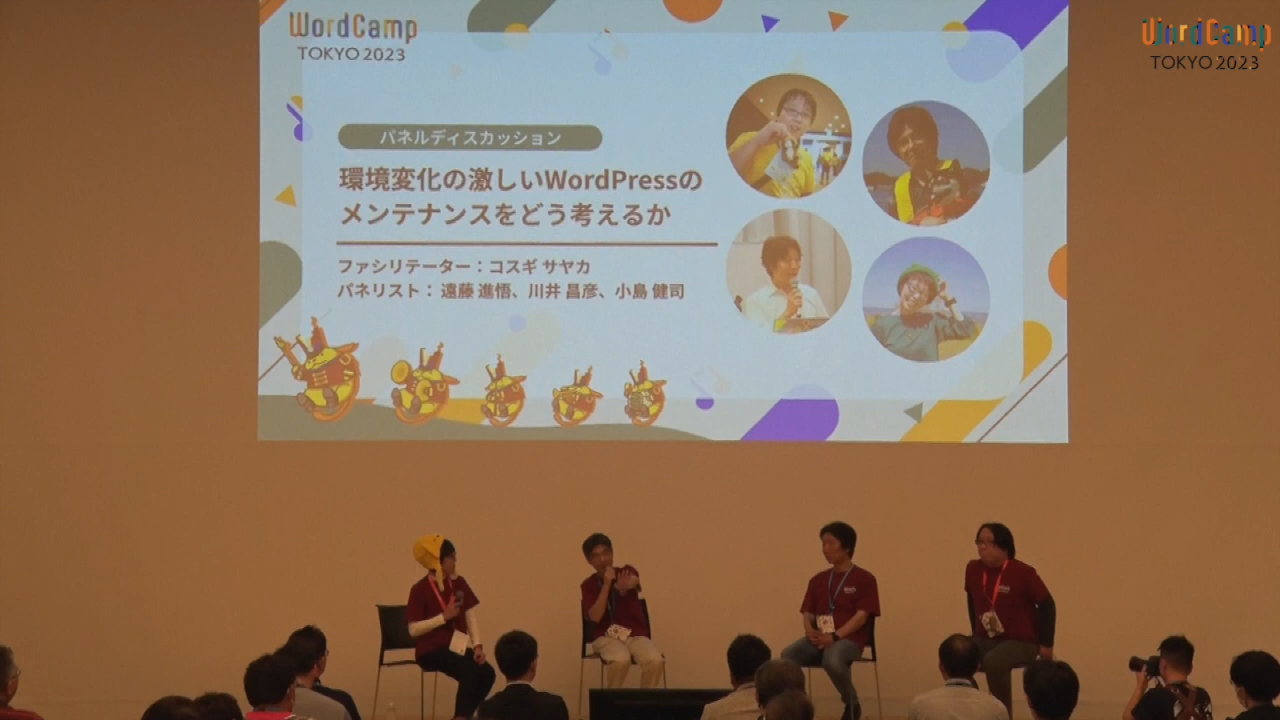 WordCamp
TOKYO 2023
パネルディスカッション
環境変化の激しいWordPressの
メンテナンスをどう考えるか
ファシリテーター：コスギ サヤカ
パネリスト： 遠藤 進悟、川井 昌彦、小島 健司
WordCamp
TOKYO 2023